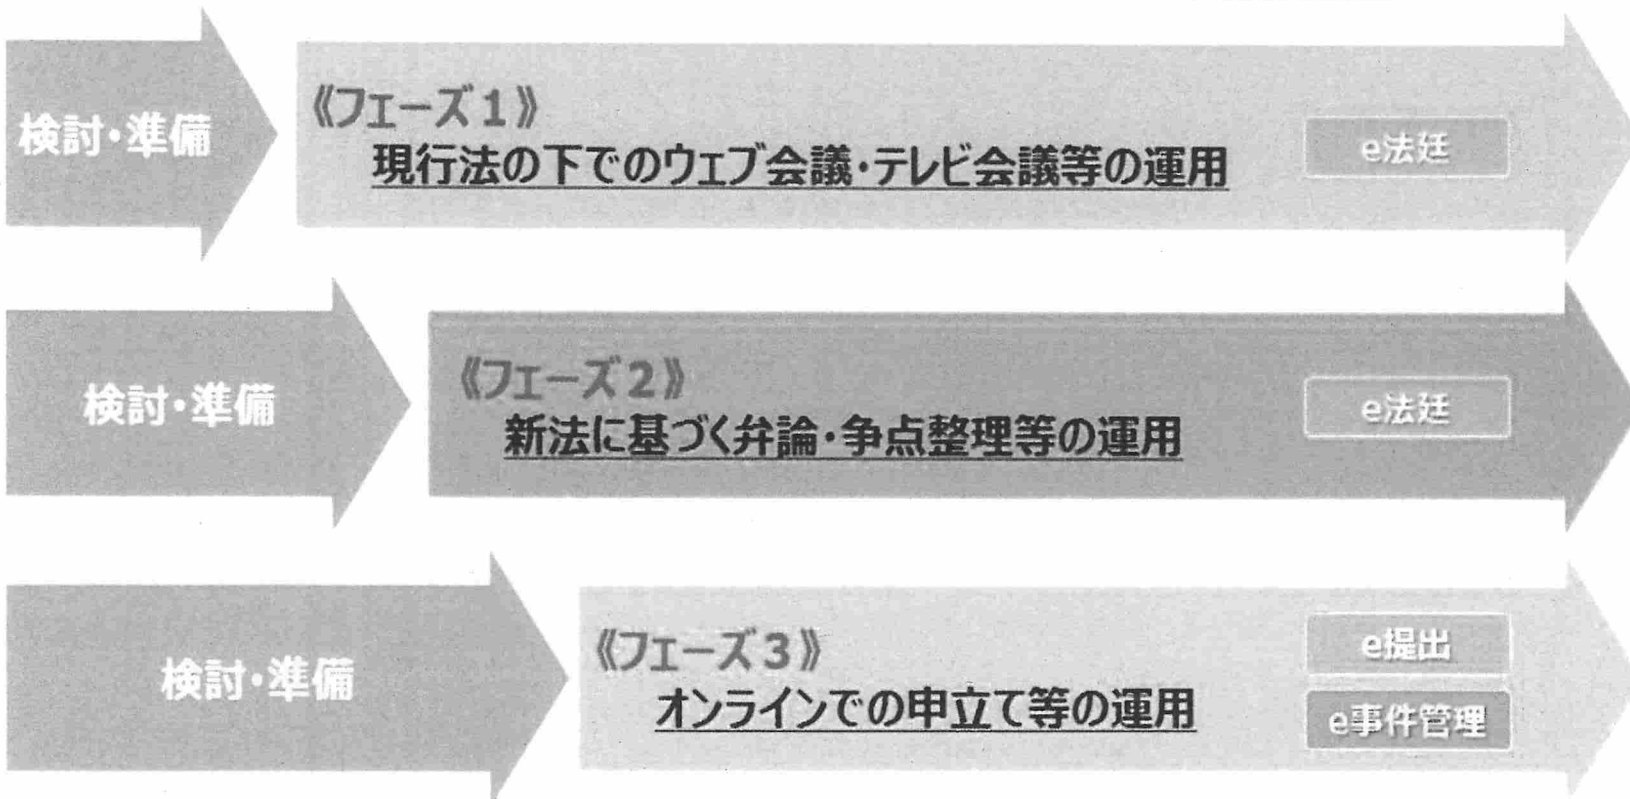 検討・準備
《フェーズ1》
現行法の下でのウェブ会議・テレビ会議等の運用
e法廷
検討・準備
《フェーズ2》
新法に基づく弁論・争点整理等の運用
e法廷
検討・準備
《フェーズ3》
オンラインでの申立て等の運用
e提出
e事件管理